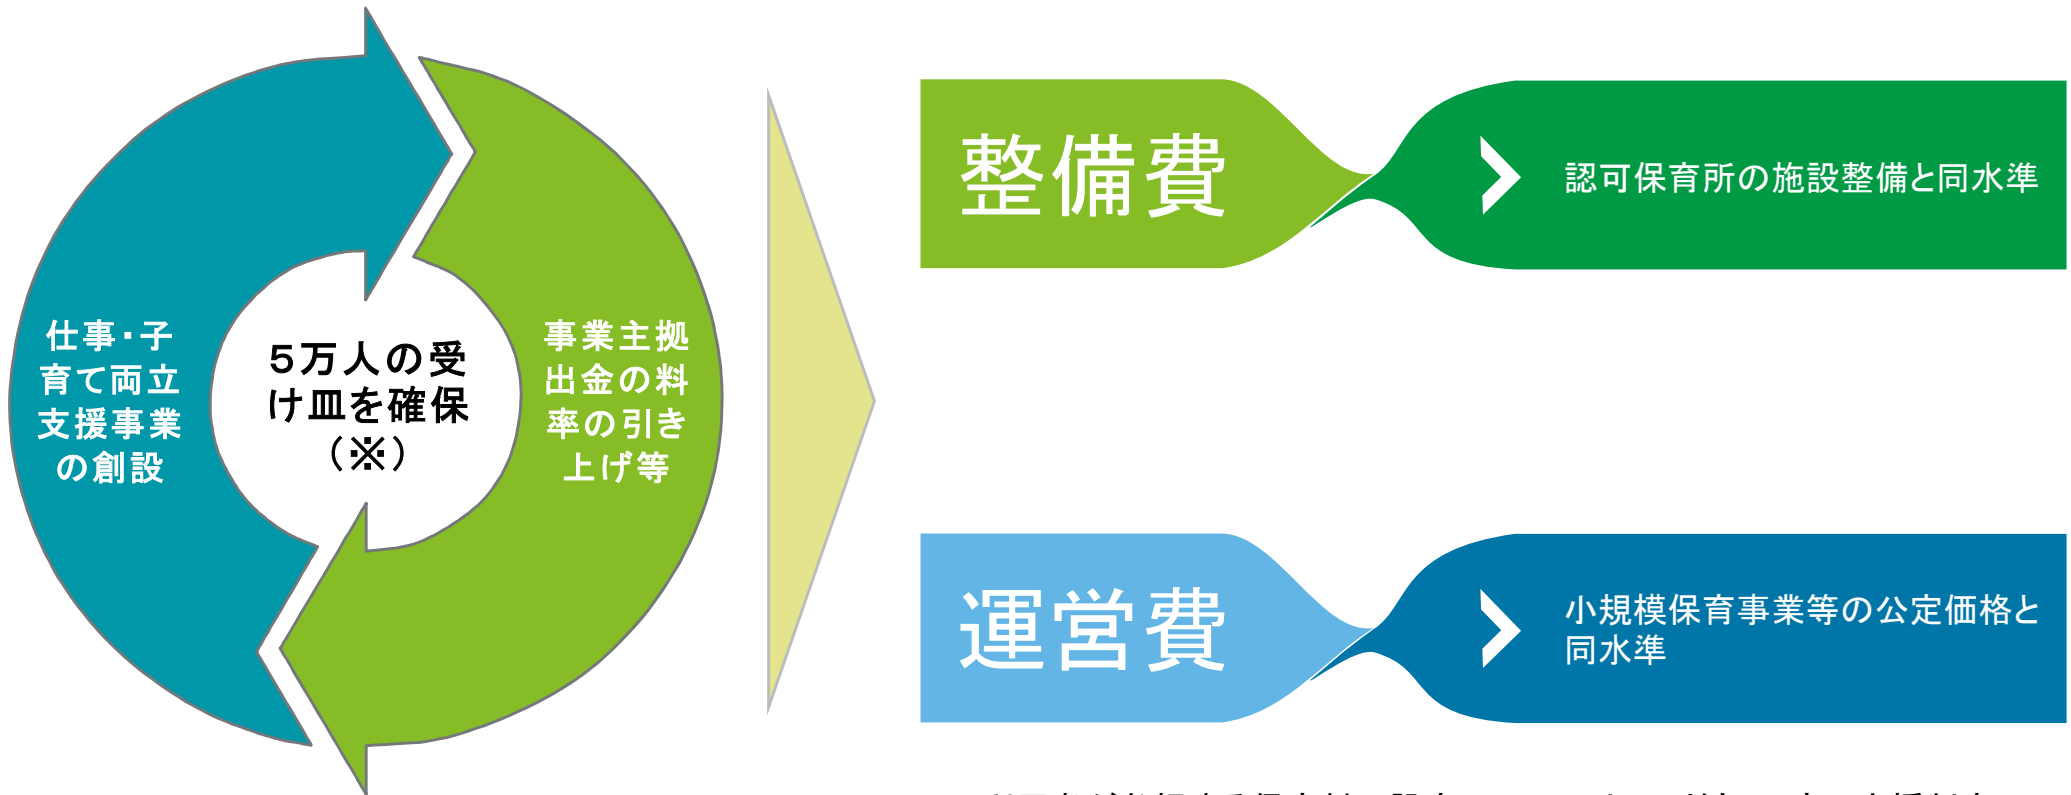 仕事・子
育て両立
支援事業
の創設
５万人の受
け皿を確保
（※）
事業主拠
出金の料
率の引き
上げ等
整備費
認可保育所の施設整備と同水準
運営費
小規模保育事業等の公定価格と
同水準